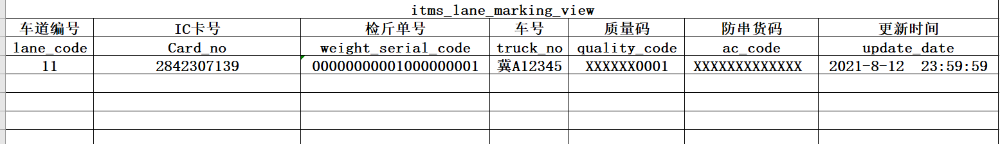 itms_lane_marking_view
车道编号 IC卡号 检斤单号 车号 质量码 防串货码 更新时间
lane_code Card_no weight_serial_code truck_no quality_code ac_code update_date
11 2842307139 00000000001000000001 冀A12345 XXXXXX0001 XXXXXXXXXXXXX 2021-8-12 23:59:59